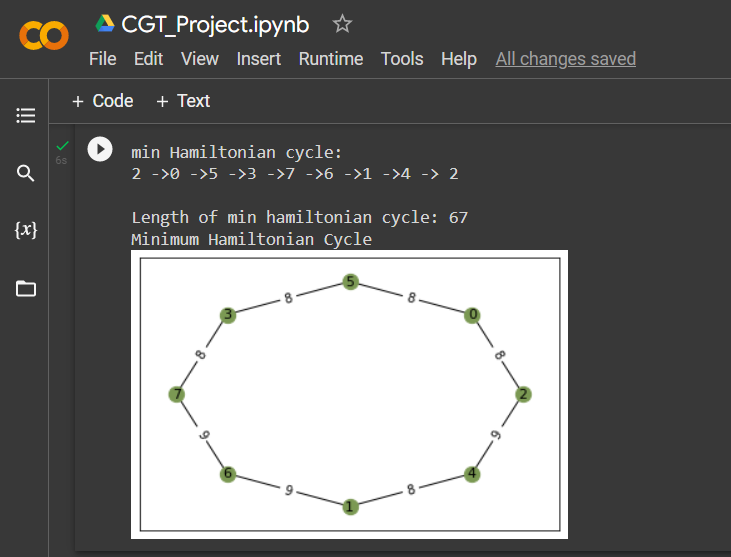 CGT_Project.ipynb
File Edit View Insert Runtime Tools Help All changes saved
+ Code + Text
6s
min Hamiltonian cycle:
2 ->0 ->5 ->3 ->7 ->6 ->1 ->4 -> 2
{x}
Length of min hamiltonian cycle: 67
Minimum Hamiltonian Cycle
5
8 8
3 0
8 8
7 2
9 9
6 4
9 8
1